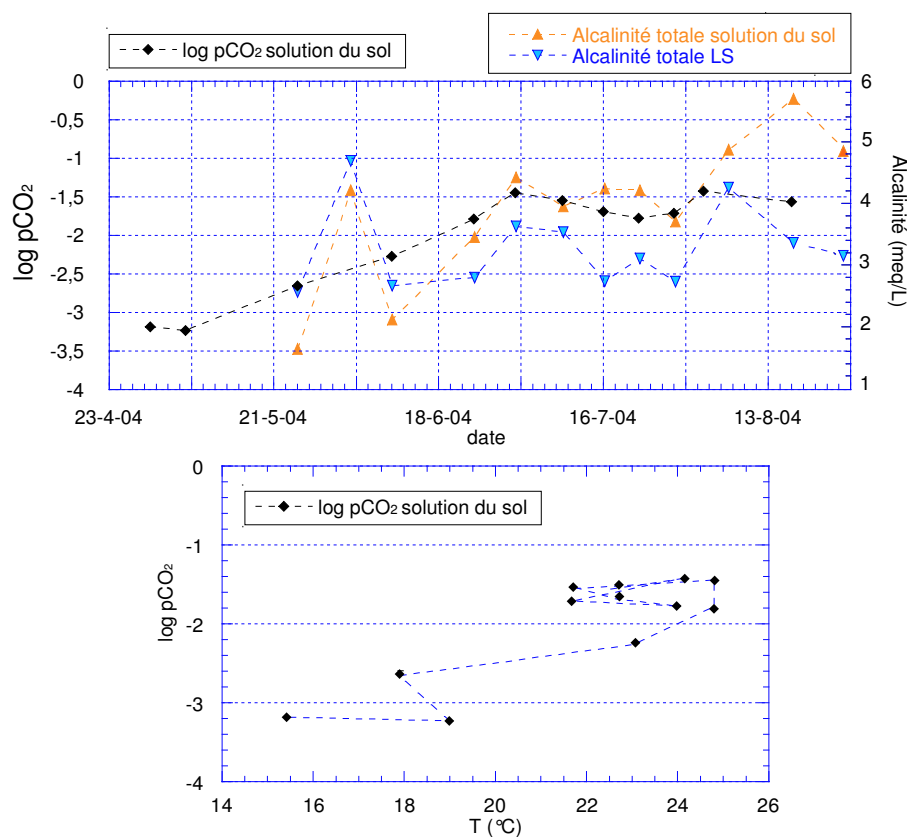 log pCO₂ solution du sol
Alcalinité totale solution du sol
Alcalinité totale LS
0
-0,5
-1
-1,5
-2
-2,5
-3
-3,5
-4
log pCO₂
6
5
4
3
2
1
Alcalinité (meq/L)
23-4-04 21-5-04 18-6-04 16-7-04 13-8-04
date
log pCO₂ solution du sol
0
-1
-2
-3
-4
log pCO₂
14 16 18 20 22 24 26
T (°C)